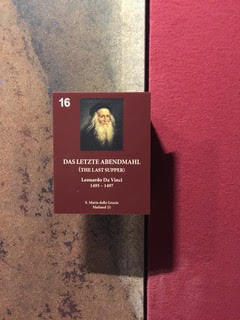 16
DAS LETZTE ABENDMAHL
(THE LAST SUPPER)
Leonardo Da Vinci
1495 – 1497
S. Maria delle Grazie
Mailand (I)